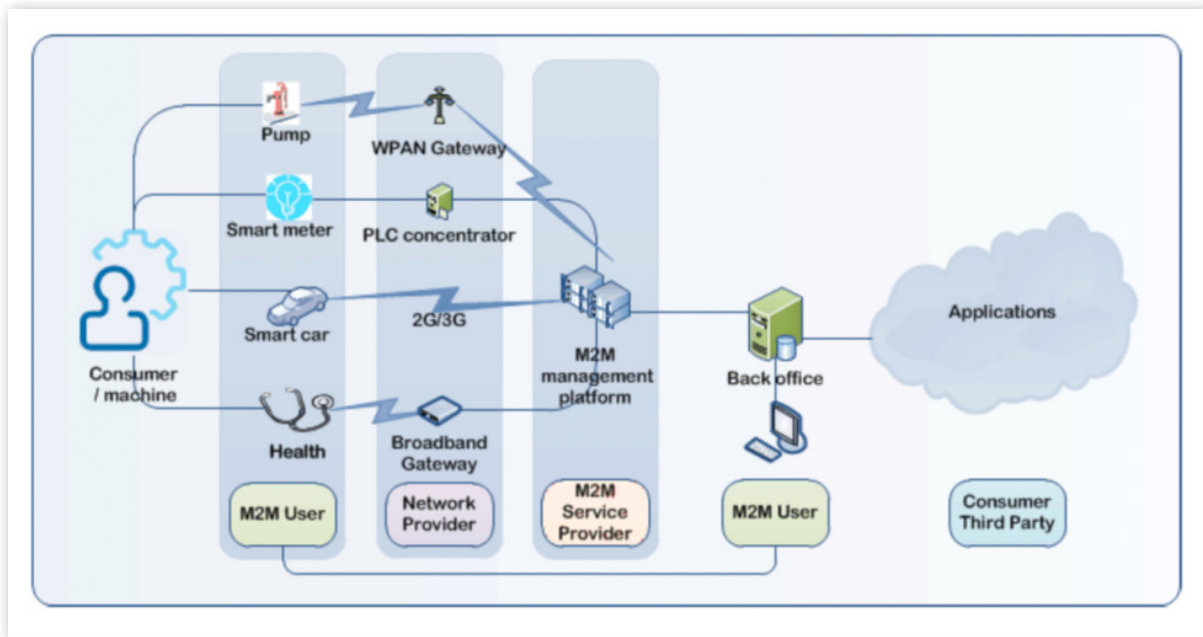 Pump
WPAN Gateway
Smart meter
PLC concentrator
Smart car
2G/3G
Consumer
/ machine
M2M
management
platform
Back office
Applications
Health
Broadband
Gateway
M2M User
Network
Provider
M2M
Service
Provider
M2M User
Consumer
Third Party